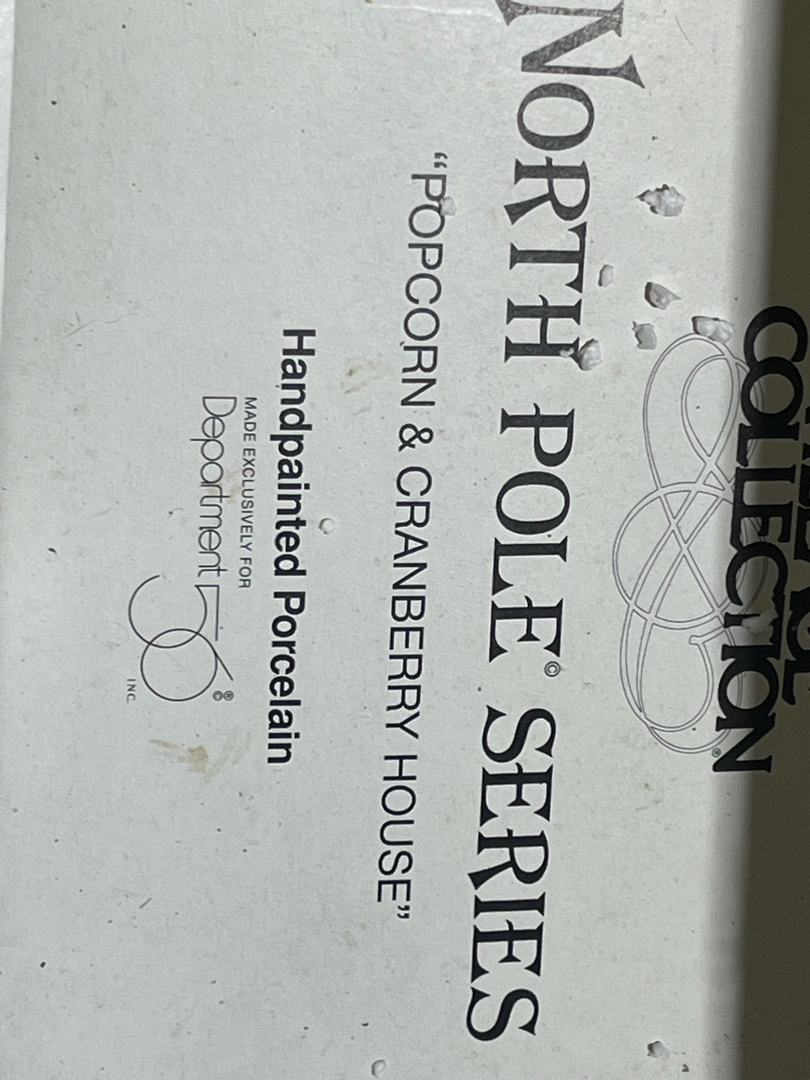 COLLECTION®
NORTH POLE© SERIES
“POPCORN & CRANBERRY HOUSE”
Handpainted Porcelain
MADE EXCLUSIVELY FOR
Department 56®
INC.